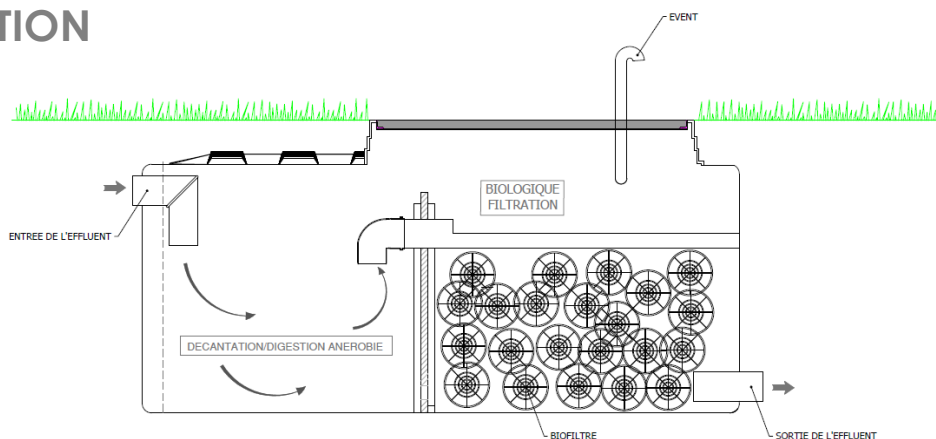 TION
EVENT
BIOLOGIQUE
FILTRATION
ENTREE DE L'EFFLUENT
DECANTATION/DIGESTION ANEROBIE
BIOFILTRE
SORTIE DE L'EFFLUENT